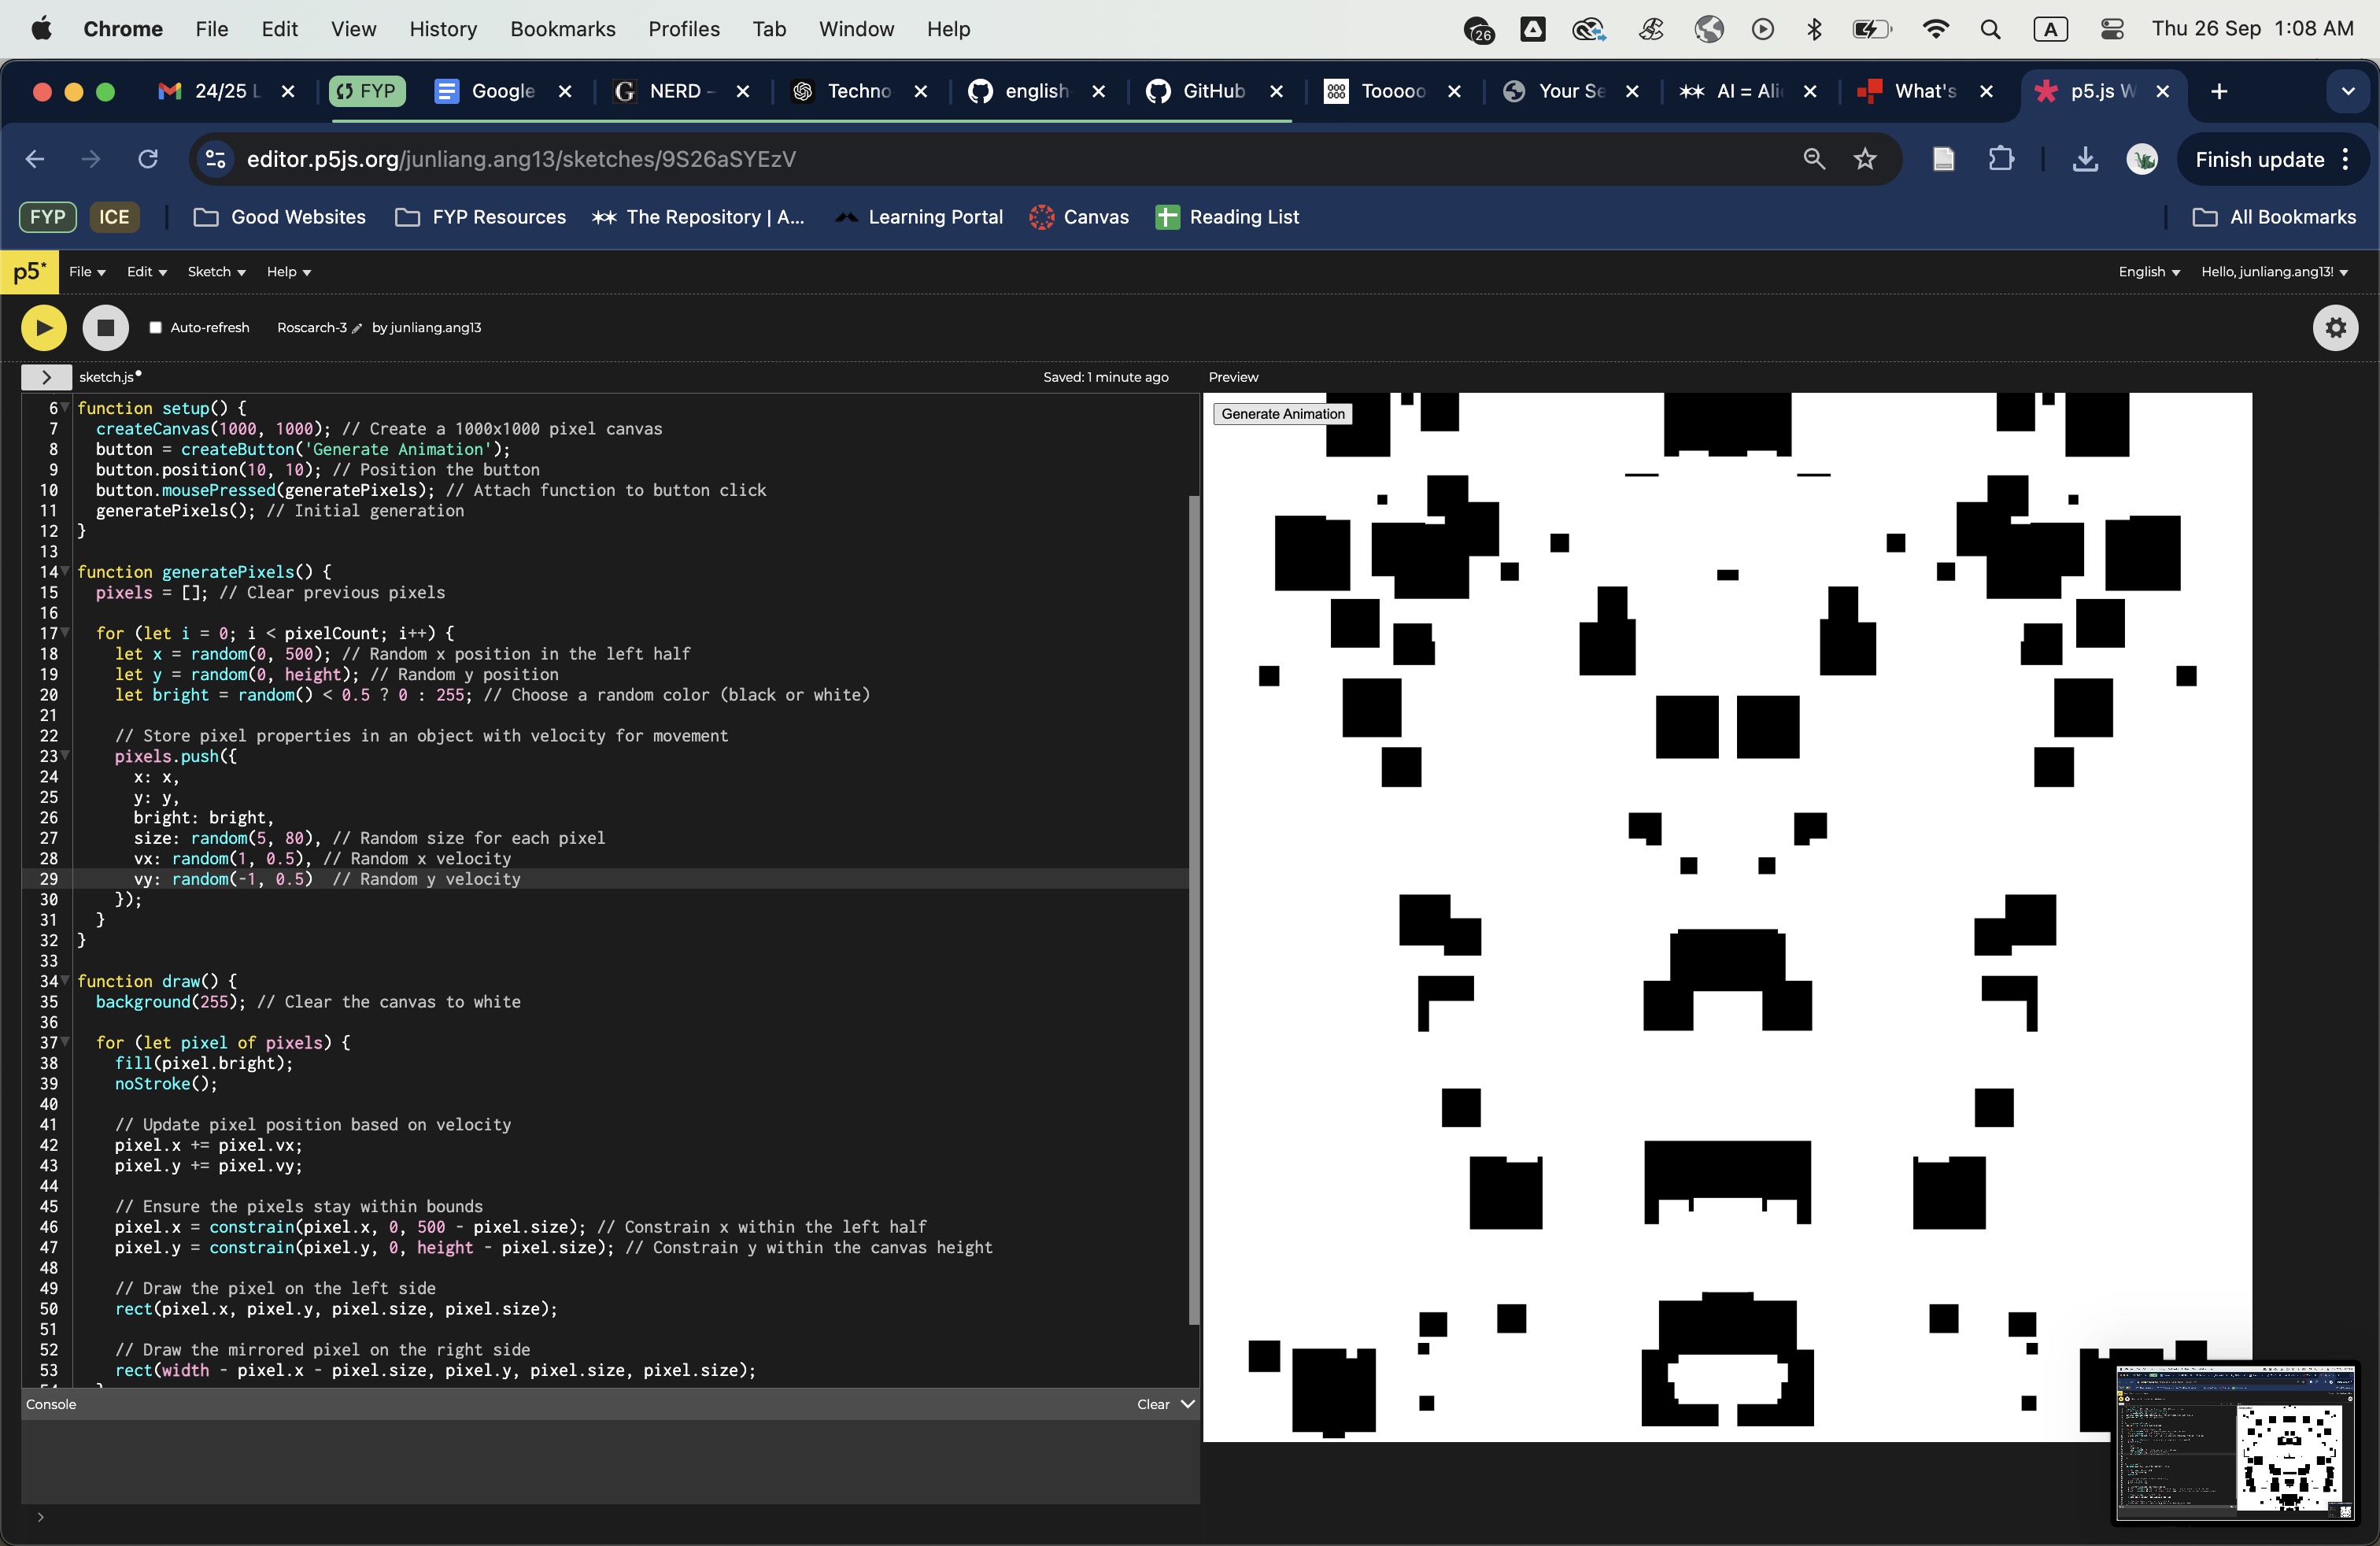 Chrome File Edit View History Bookmarks Profiles Tab Window Help 26 A Thu 26 Sep 1:08 AM
24/25 L FYP Google NERD – Techno english GitHub Tooooo Your Se AI = Ali What's p5.js W
editor.p5js.org/junliang.ang13/sketches/9S26aSYEzV Finish update
FYP ICE Good Websites FYP Resources The Repository | A... Learning Portal Canvas Reading List All Bookmarks
p5* File Edit Sketch Help English Hello, junliang.ang13!
Auto-refresh Roscarch-3 by junliang.ang13
> sketch.js Saved: 1 minute ago Preview
6 function setup() {
7 createCanvas(1000, 1000); // Create a 1000x1000 pixel canvas
8 button = createButton('Generate Animation');
9 button.position(10, 10); // Position the button
10 button.mousePressed(generatePixels); // Attach function to button click
11 generatePixels(); // Initial generation
12 }
13
14 function generatePixels() {
15 pixels = []; // Clear previous pixels
16
17 for (let i = 0; i < pixelCount; i++) {
18 let x = random(0, 500); // Random x position in the left half
19 let y = random(0, height); // Random y position
20 let bright = random() < 0.5 ? 0 : 255; // Choose a random color (black or white)
21
22 // Store pixel properties in an object with velocity for movement
23 pixels.push({
24 x: x,
25 y: y,
26 bright: bright,
27 size: random(5, 80), // Random size for each pixel
28 vx: random(1, 0.5), // Random x velocity
29 vy: random(-1, 0.5)  // Random y velocity
30 });
31 }
32 }
33
34 function draw() {
35 background(255); // Clear the canvas to white
36
37 for (let pixel of pixels) {
38 fill(pixel.bright);
39 noStroke();
40
41 // Update pixel position based on velocity
42 pixel.x += pixel.vx;
43 pixel.y += pixel.vy;
44
45 // Ensure the pixels stay within bounds
46 pixel.x = constrain(pixel.x, 0, 500 - pixel.size); // Constrain x within the left half
47 pixel.y = constrain(pixel.y, 0, height - pixel.size); // Constrain y within the canvas height
48
49 // Draw the pixel on the left side
50 rect(pixel.x, pixel.y, pixel.size, pixel.size);
51
52 // Draw the mirrored pixel on the right side
53 rect(width - pixel.x - pixel.size, pixel.y, pixel.size, pixel.size);
Console Clear
>
Generate Animation